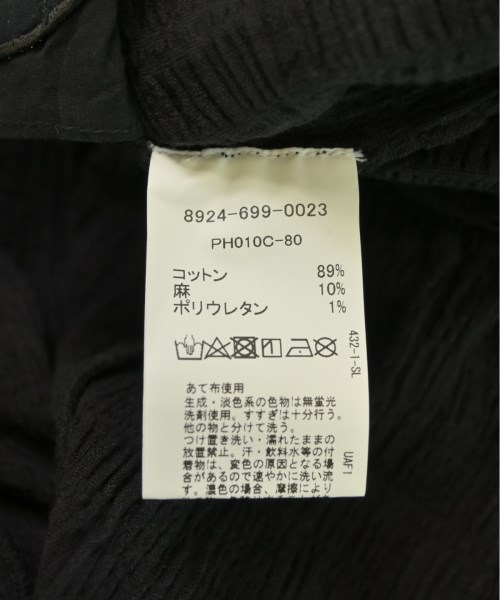 8924-699-0023
PH010C-80
コットン 89%
麻 10%
ポリウレタン 1%
432-1-SL
あて布使用
生成・淡色系の色物は無蛍光
洗剤使用。すすぎは十分行う。
他の物と分けて洗う。
つけ置き洗い・濡れたままの
放置禁止。汗・飲料水等の付
着物は、変色の原因となる場
合があるので速やかに洗い流
す。濃色の場合、摩擦により
UAF1